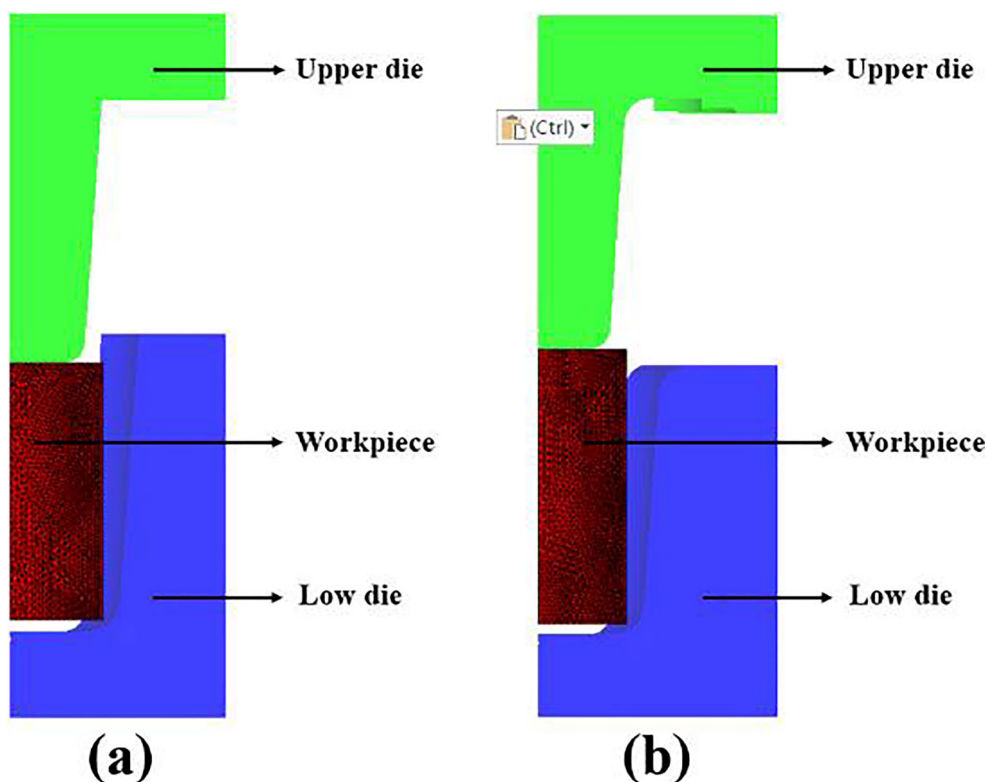 Upper die
Upper die
(Ctrl)
Workpiece
Workpiece
Low die
Low die
(a)
(b)